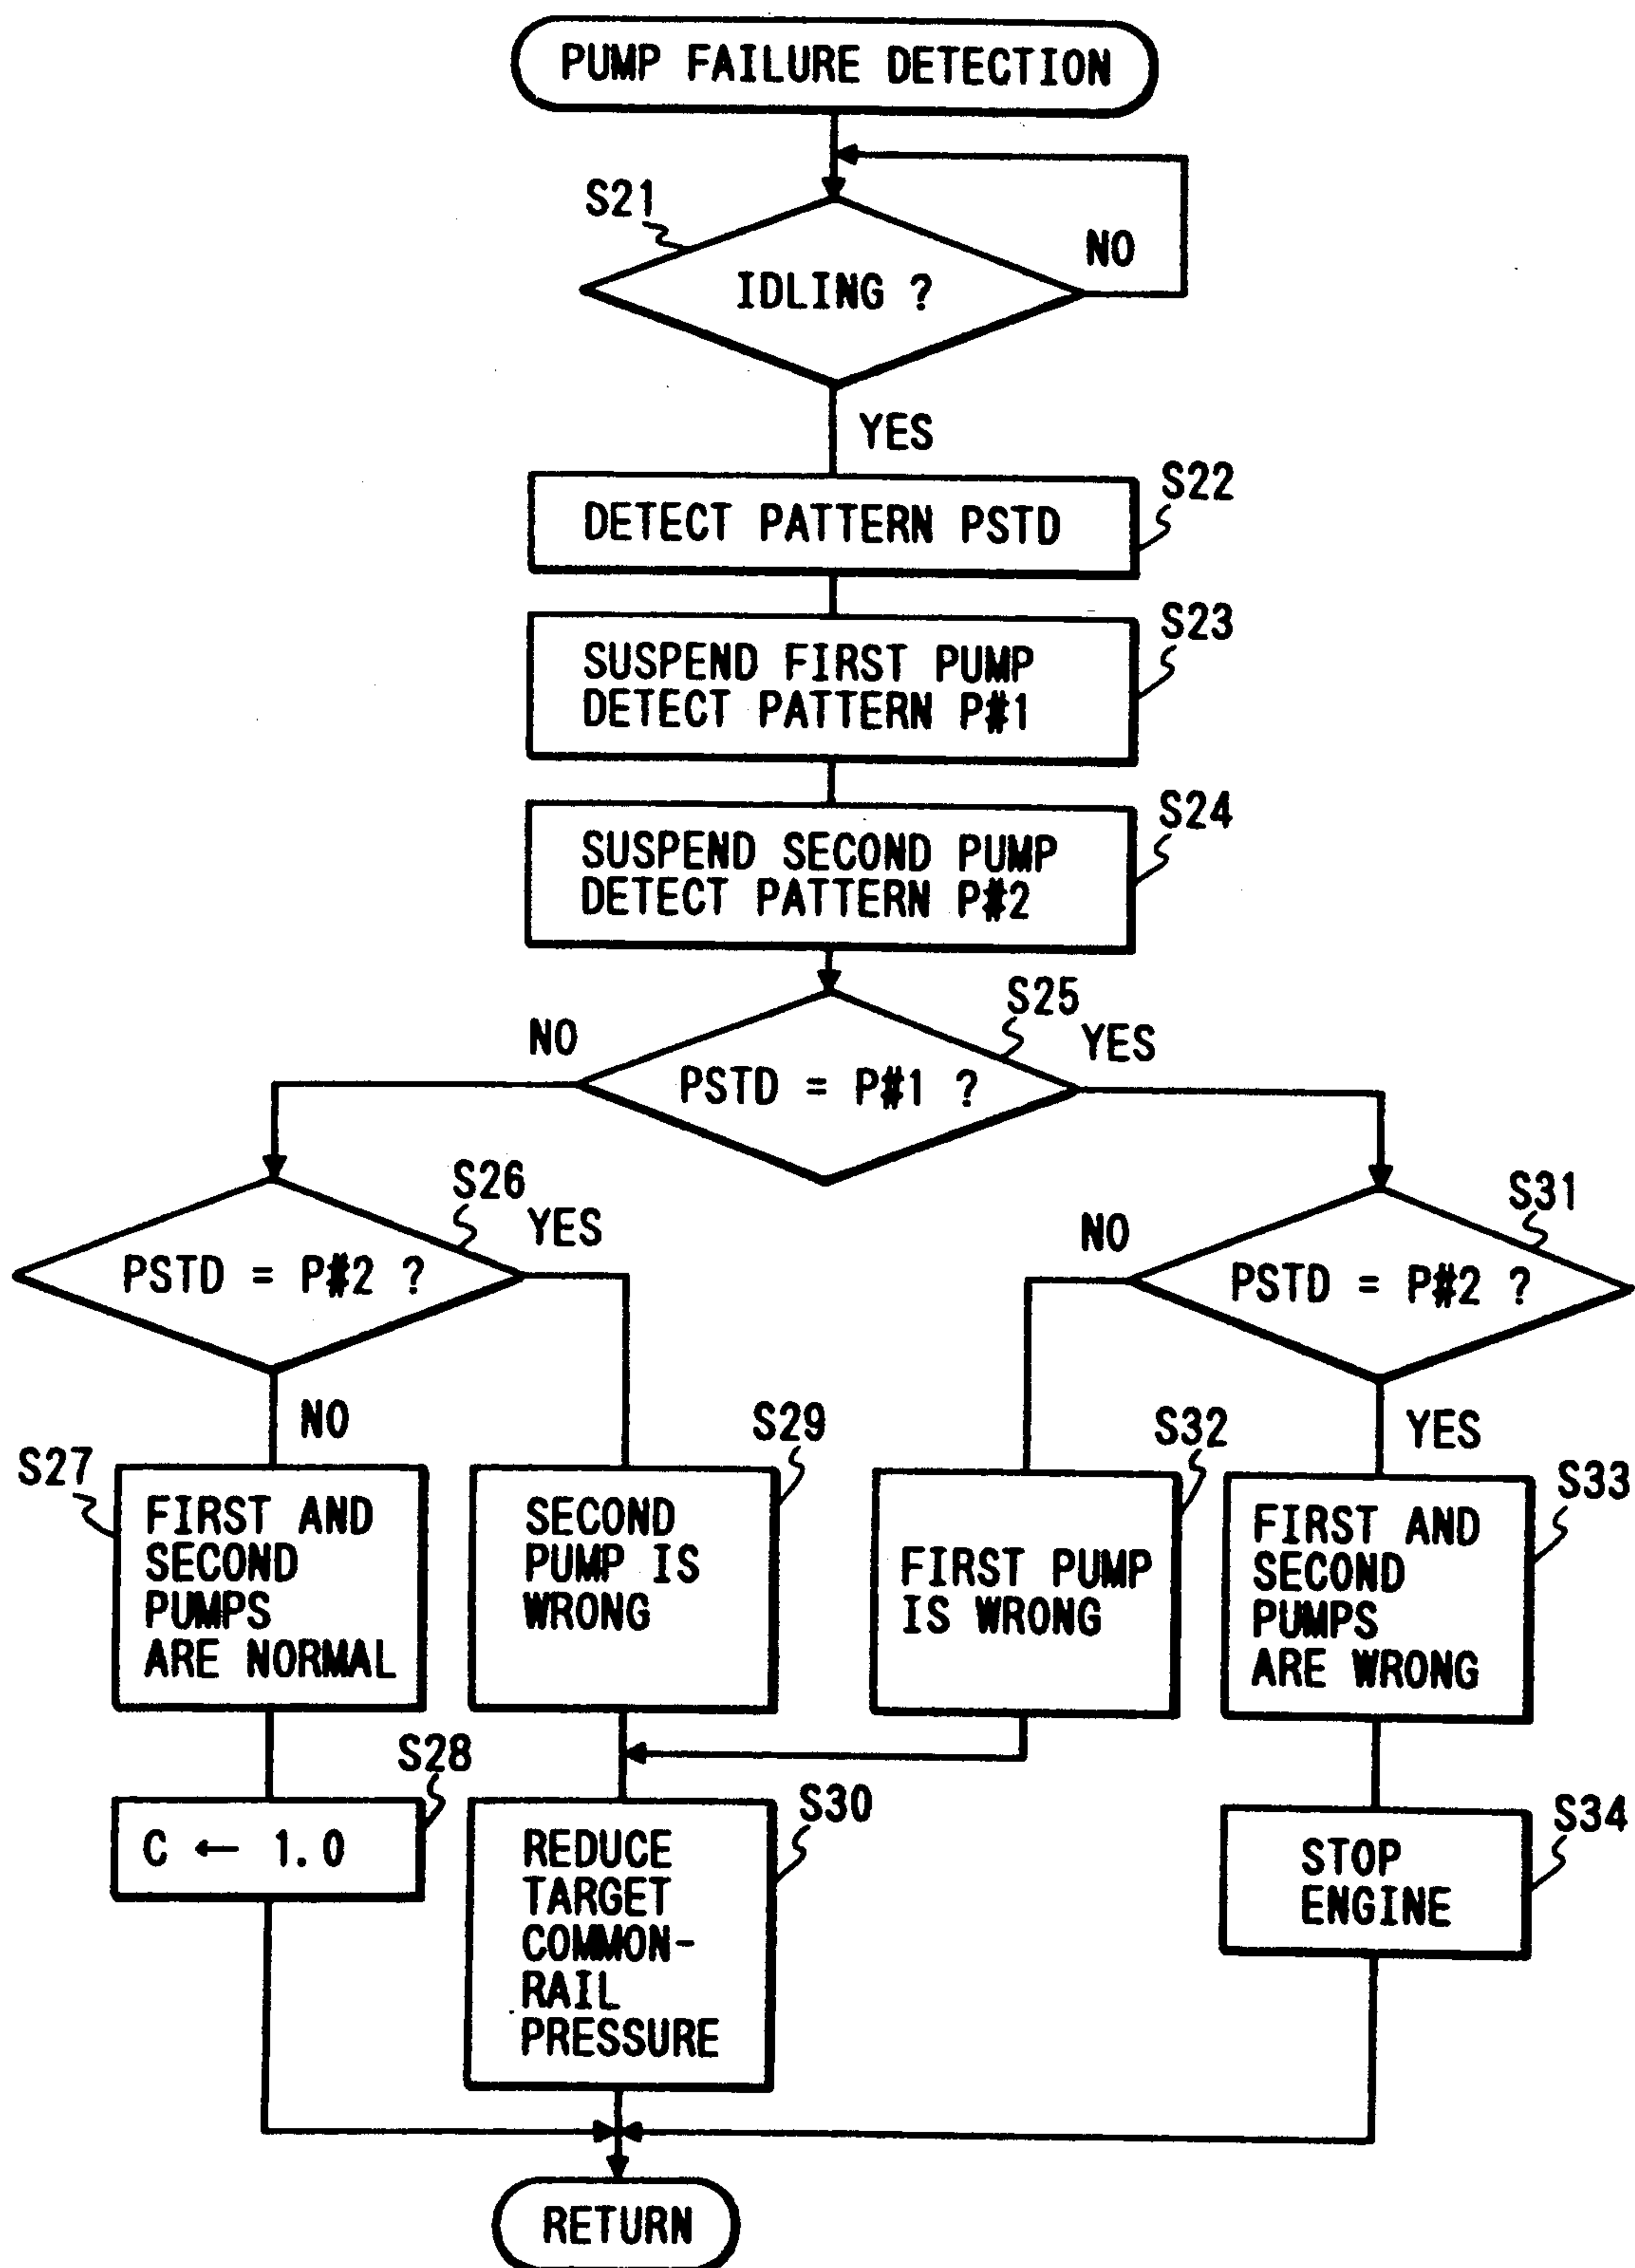 PUMP FAILURE DETECTION
S21
NO
IDLING ?
YES
S22
DETECT PATTERN PSTD
S23
SUSPEND FIRST PUMP
DETECT PATTERN P#1
S24
SUSPEND SECOND PUMP
DETECT PATTERN P#2
S25
NO
YES
PSTD = P#1 ?
S26
YES
PSTD = P#2 ?
NO
S31
NO
PSTD = P#2 ?
YES
S27
FIRST AND
SECOND
PUMPS
ARE NORMAL
S29
SECOND
PUMP IS
WRONG
S32
FIRST PUMP
IS WRONG
S33
FIRST AND
SECOND
PUMPS
ARE WRONG
S28
C ← 1.0
S30
REDUCE
TARGET
COMMON-
RAIL
PRESSURE
S34
STOP
ENGINE
RETURN